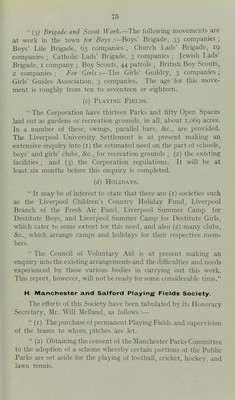 75
“ (3) Brigade and Scout Work.—The following movements are
at work in the town for Boys :—Boys' Brigade, 33 companies ;
Boys' Life Brigade, 63 companies ; Church Lads' Brigade, 19
companies ; Catholic Lads' Brigade, 3 companies ; Jewish Lads'
Brigade, 1 company ; Boy Scouts, 44 patrols ; British Boy Scouts,
2 companies ; For Girls :—The Girls' Guildry, 3 companies ;
Girls' Guides Association, 3 companies. The age for this move-
ment is roughly from ten to seventeen or eighteen.
(c) Playing Fields.
“ The Corporation have thirteen Parks and fifty Open Spaces
laid out as gardens or recreation grounds, in all, about 1,069 acres.
In a number of these, swings, parallel bars, &c., are provided.
The Liverpool University Settlement is at present making an
extensive enquiry into (1) the estimated need on the part of schools,
boys' and girls' clubs, &c., for recreation grounds ; (2) the existing
facilities ; and (3) the Corporation regulations. It will be at
least six months before this enquiry is completed.
(d) Holidays.
“ It may be of interest to state that there are (1) societies such
as the Liverpool Children's Country Holiday Fund, Liverpool
Branch of the Fresh Air Fund, Liverpool Summer Camp for
Destitute Boys, and Liverpool Summer Camp for Destitute Girls,
which cater to some extent for this need, and also (2) many clubs,
&c., which arrange camps and holidays for their respective mem-
bers.
“ The Council of Voluntary Aid is at present making an
enquiry into the existing arrangements and the difficulties and needs
experienced by these various bodies in carrying out this work.
This report, however, will not be ready for some considerable time.”
H. Manchester and Salford Playing Fields Society.
The efforts of this Society have been tabulated by its Honorary
Secretary, Mr. Will Melland, as follows :—
“ (1) The purchase of permanent Playing Fields and supervision
of the teams to whom pitches are let.
“ (2) Obtaining the consent of the Manchester Parks Committee
to the adoption of a scheme whereby certain portions of the Public
Parks are set aside for the playing of football, cricket, hockey, and
lawn tennis.